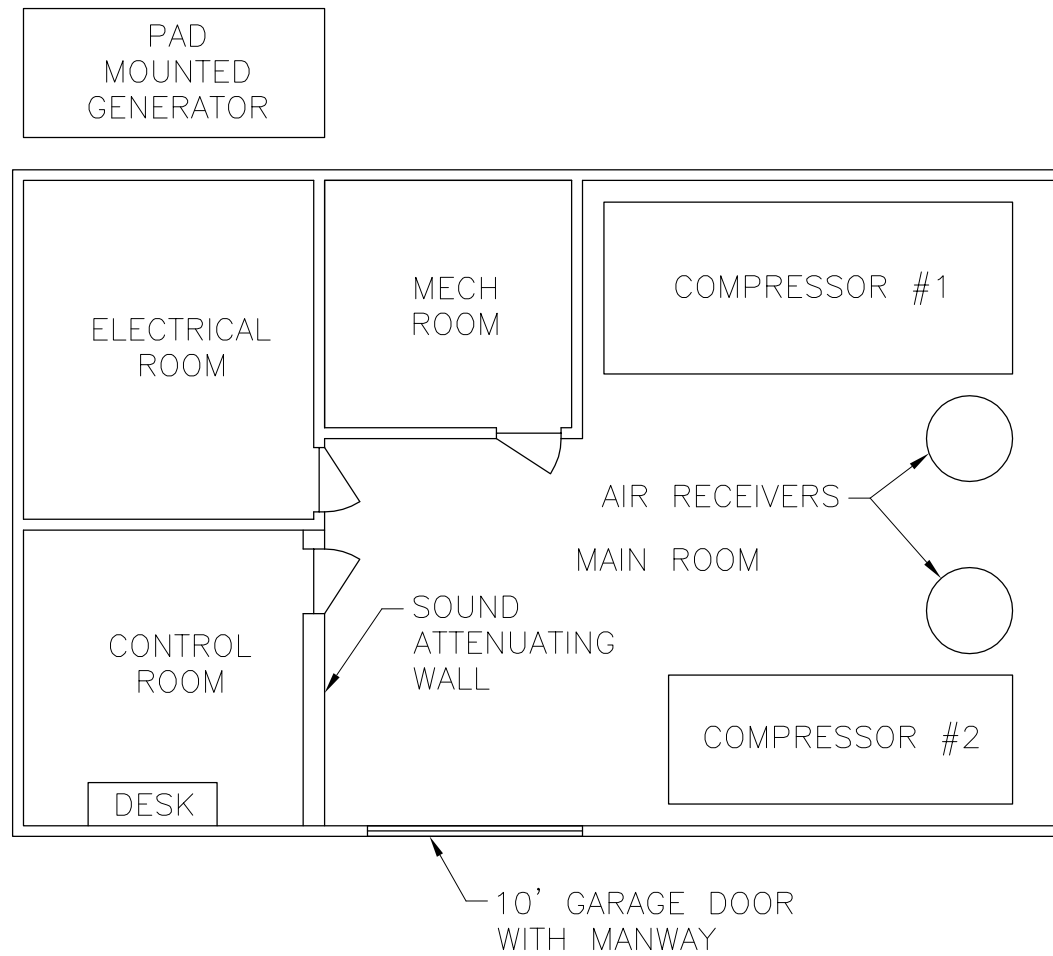 PAD
MOUNTED
GENERATOR
ELECTRICAL
ROOM
MECH
ROOM
COMPRESSOR #1
AIR RECEIVERS
MAIN ROOM
SOUND
ATTENUATING
WALL
CONTROL
ROOM
COMPRESSOR #2
DESK
10' GARAGE DOOR
WITH MANWAY